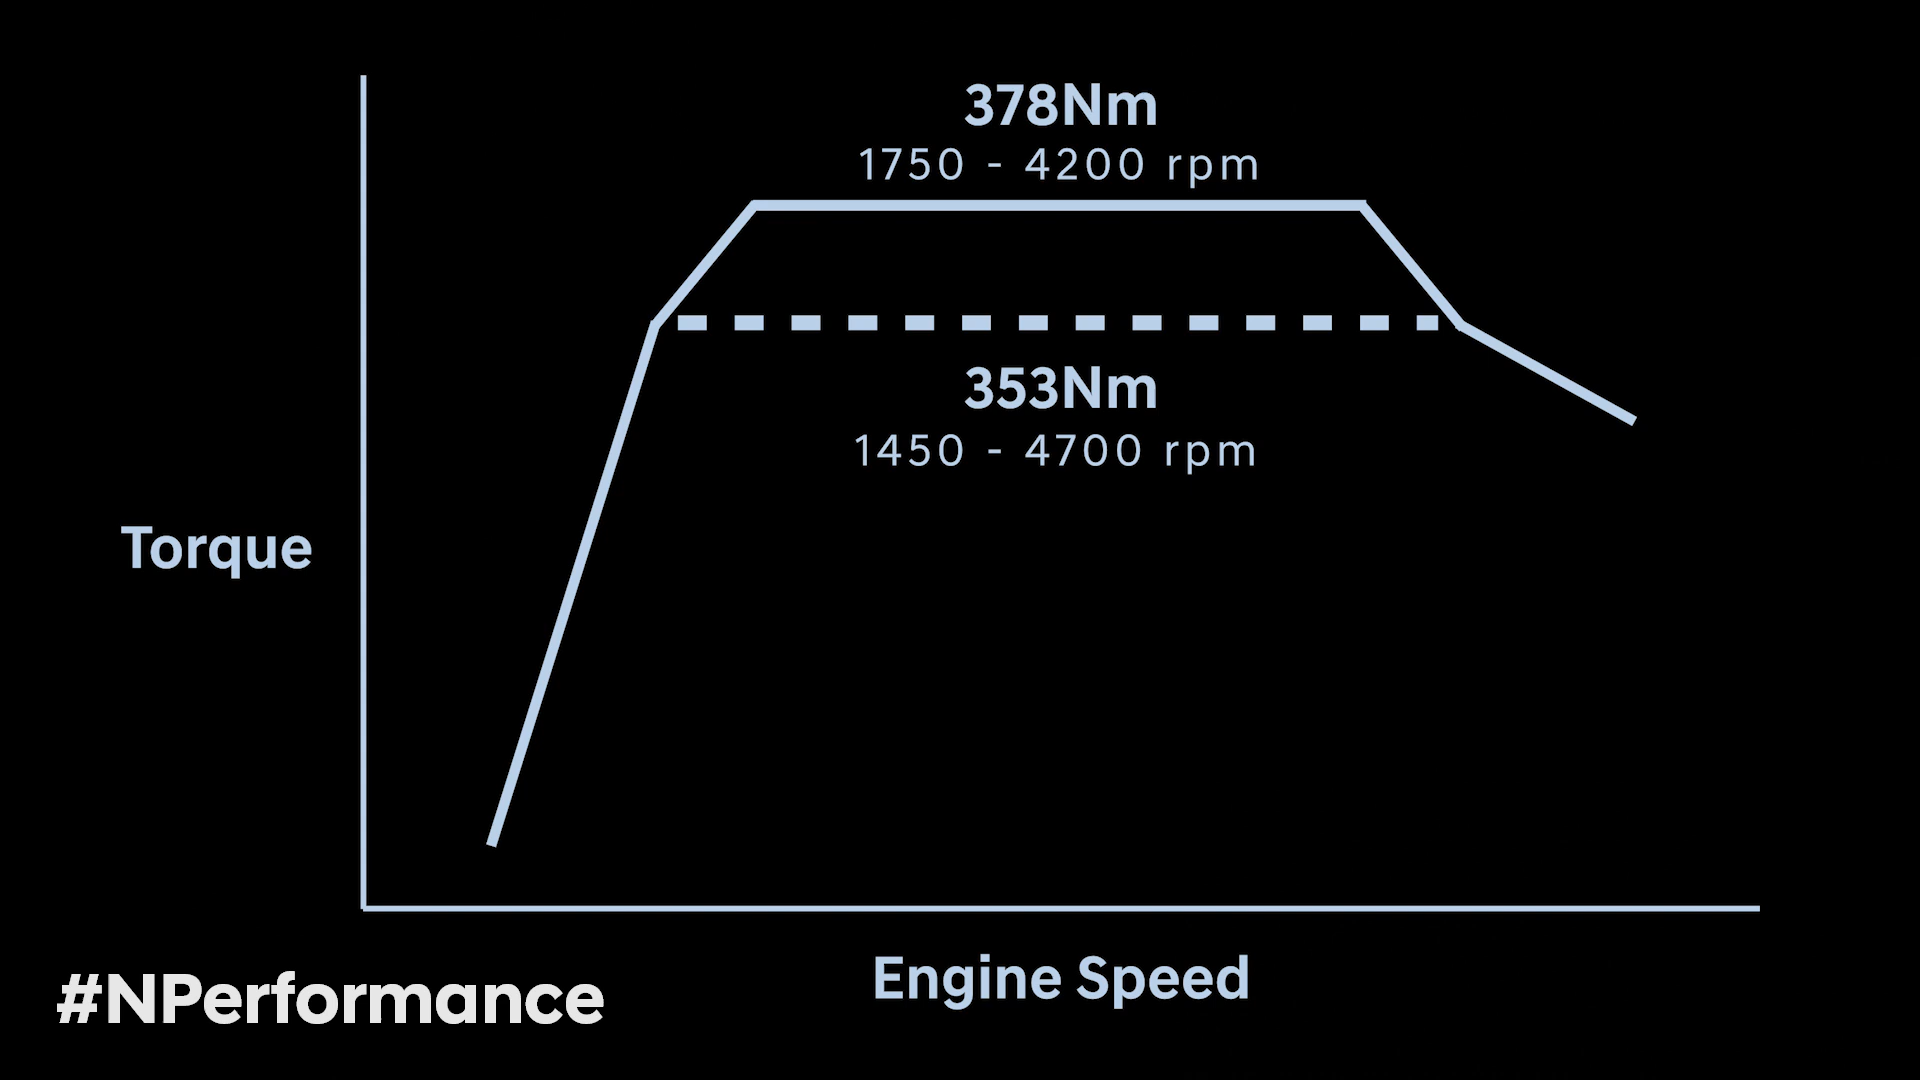 378Nm
1750 - 4200 rpm
353Nm
1450 - 4700 rpm
Torque
Engine Speed
#NPerformance